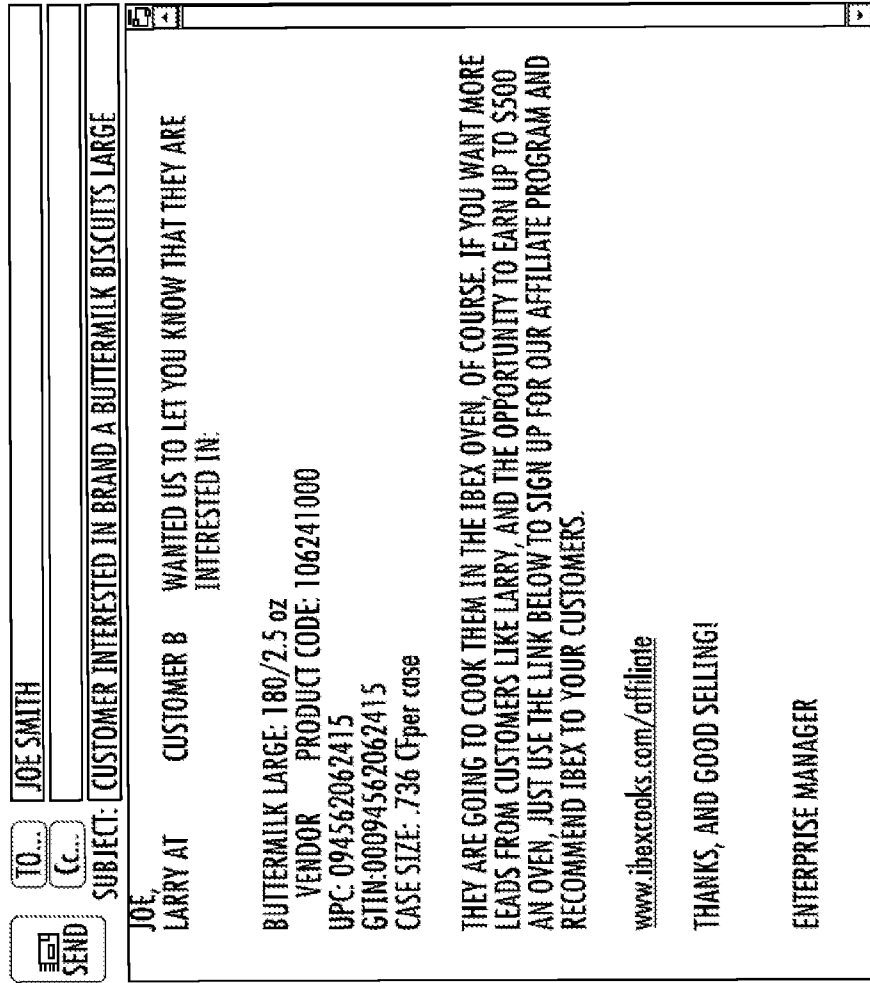 SEND
TO...
JOE SMITH
Cc...
SUBJECT: CUSTOMER INTERESTED IN BRAND A BUTTERMILK BISCUITS LARGE
JOE,
LARRY AT CUSTOMER B WANTED US TO LET YOU KNOW THAT THEY ARE
INTERESTED IN:
BUTTERMILK LARGE: 180/2.5 oz
VENDOR PRODUCT CODE: 106241000
UPC: 094562062415
GTIN:00094562062415
CASE SIZE: .736 CFper case
THEY ARE GOING TO COOK THEM IN THE IBEX OVEN, OF COURSE. IF YOU WANT MORE
LEADS FROM CUSTOMERS LIKE LARRY, AND THE OPPORTUNITY TO EARN UP TO $500
AN OVEN, JUST USE THE LINK BELOW TO SIGN UP FOR OUR AFFILIATE PROGRAM AND
RECOMMEND IBEX TO YOUR CUSTOMERS.
www.ibexcooks.com/affiliate
THANKS, AND GOOD SELLING!
ENTERPRISE MANAGER